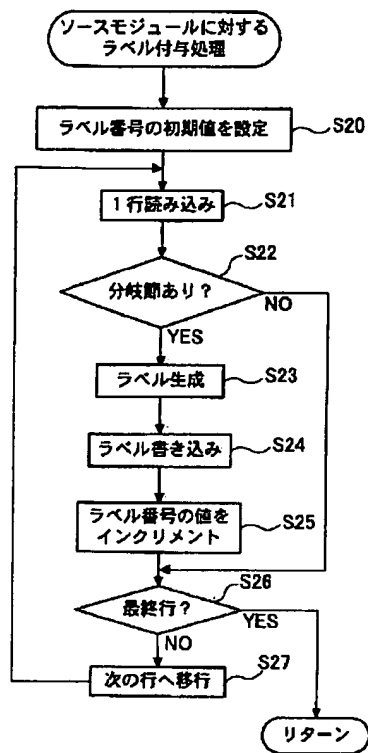 ソースモジュールに対する
ラベル付与処理
ラベル番号の初期値を設定
S20
1行読み込み
S21
S22
分岐節あり?
NO
YES
ラベル生成
S23
ラベル書き込み
S24
ラベル番号の値を
インクリメント
S25
S26
最終行?
YES
NO
次の行へ移行
S27
リターン